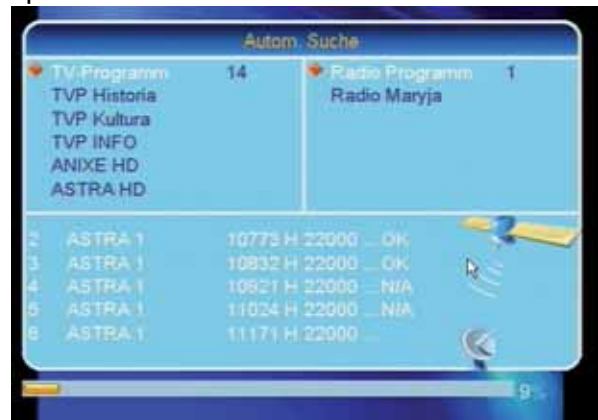 Autom. Suche
TV-Programm 14
TVP Historia
TVP Kultura
TVP INFO
ANIXE HD
ASTRA HD
Radio Programm 1
Radio Maryja
2 ASTRA 1 10773 H 22000 ... OK
3 ASTRA 1 10832 H 22000 ... OK
4 ASTRA 1 10921 H 22000 ... N/A
5 ASTRA 1 11024 H 22000 ... N/A
6 ASTRA 1 11171 H 22000 ...
9%